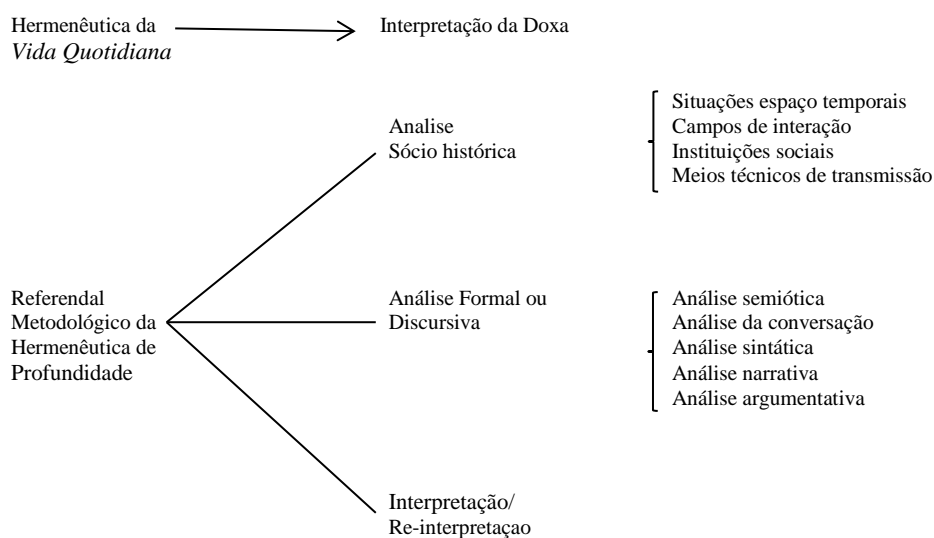 Hermenêutica da
Vida Quotidiana
Interpretação da Doxa
Analise
Sócio histórica
Situações espaço temporais
Campos de interação
Instituições sociais
Meios técnicos de transmissão
Referendal
Metodológico da
Hermenêutica de
Profundidade
Análise Formal ou
Discursiva
Análise semiótica
Análise da conversação
Análise sintática
Análise narrativa
Análise argumentativa
Interpretação/
Re-interpretaçao